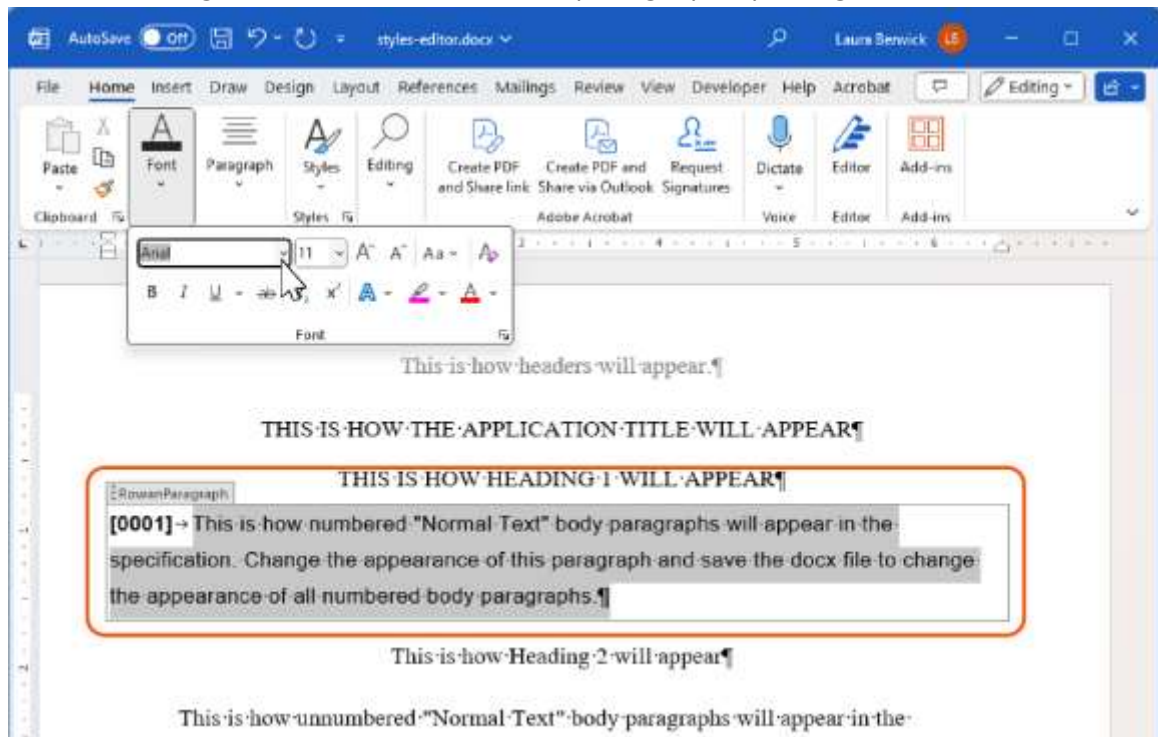 AutoSave Off styles-editor.docx Laura Berwick LB
File Home Insert Draw Design Layout References Mailings Review View Developer Help Acrobat Editing
Paste Font Paragraph Styles Editing Create PDF and Share link Create PDF and Share via Outlook Request Signatures Dictate Editor Add-ins
Clipboard Styles Adobe Acrobat Voice Editor Add-ins
Arial 11 A A Aa A
B I U ab x A A
Font
This is how headers will appear.¶
THIS IS HOW THE APPLICATION TITLE WILL APPEAR¶
THIS IS HOW HEADING 1 WILL APPEAR¶
RowanParagraph
[0001]→This is how numbered "Normal Text" body paragraphs will appear in the
specification. Change the appearance of this paragraph and save the docx file to change
the appearance of all numbered body paragraphs.¶
This is how Heading 2 will appear¶
This is how unnumbered "Normal Text" body paragraphs will appear in the